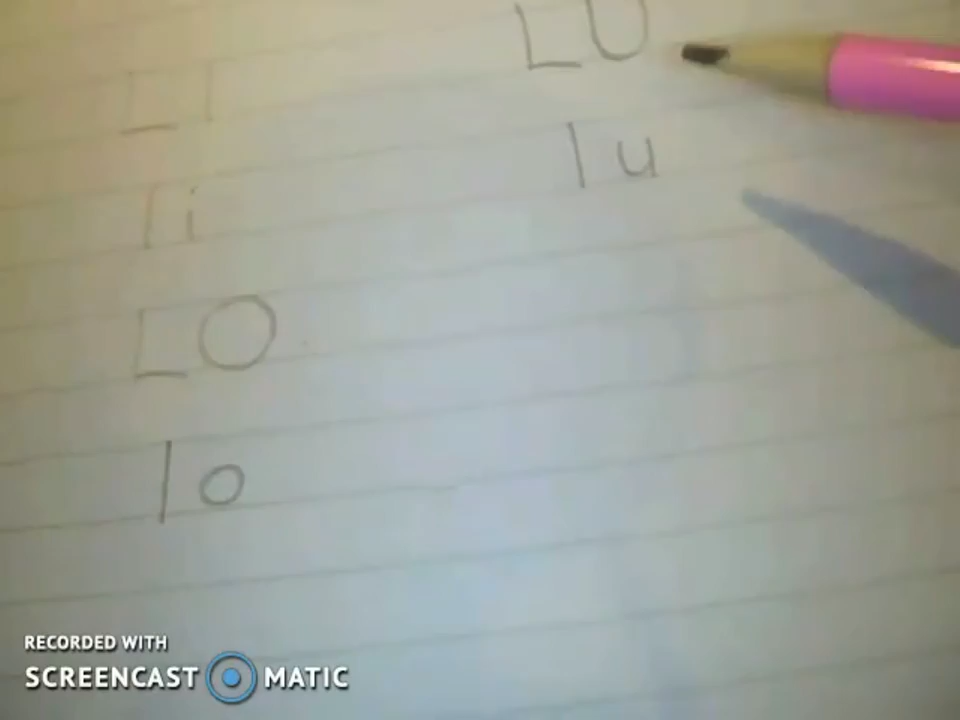 LI
li
LO
lo
LU
lu
RECORDED WITH
SCREENCAST MATIC